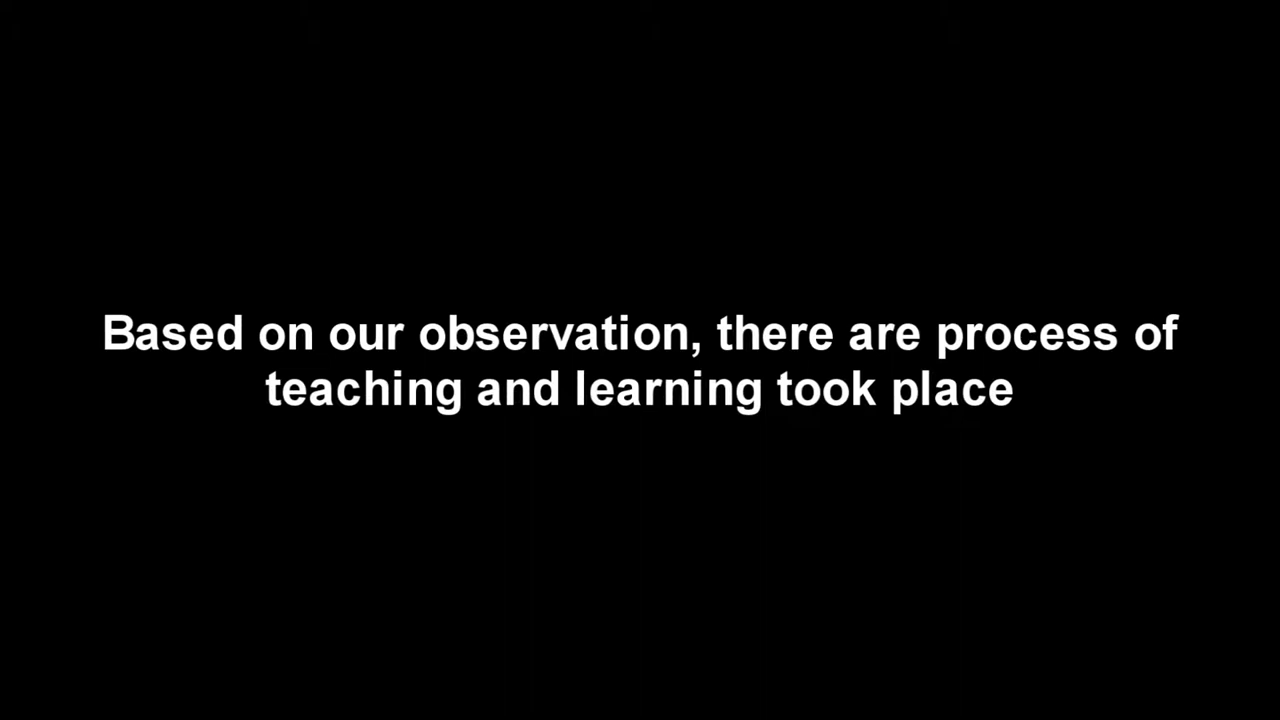 Based on our observation, there are process of
teaching and learning took place